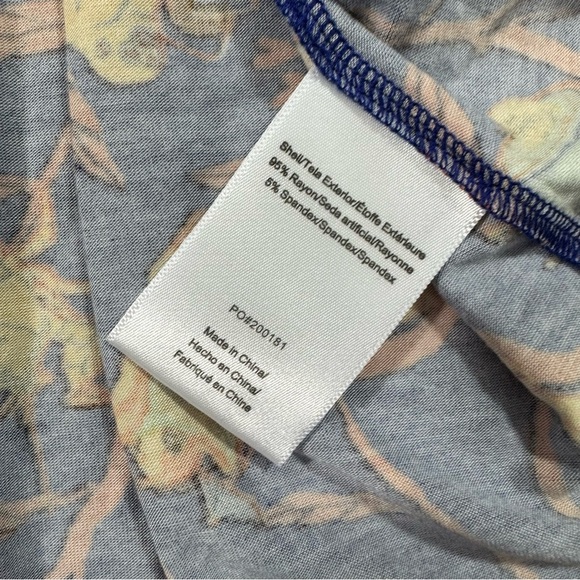 Shell/Tela Exterior/Étoffe Extérieure
95% Rayon/Seda artificial/Rayonne
5% Spandex/Spandex/Spandex
PO#200181
Made in China/
Hecho en China/
Fabriqué en Chine